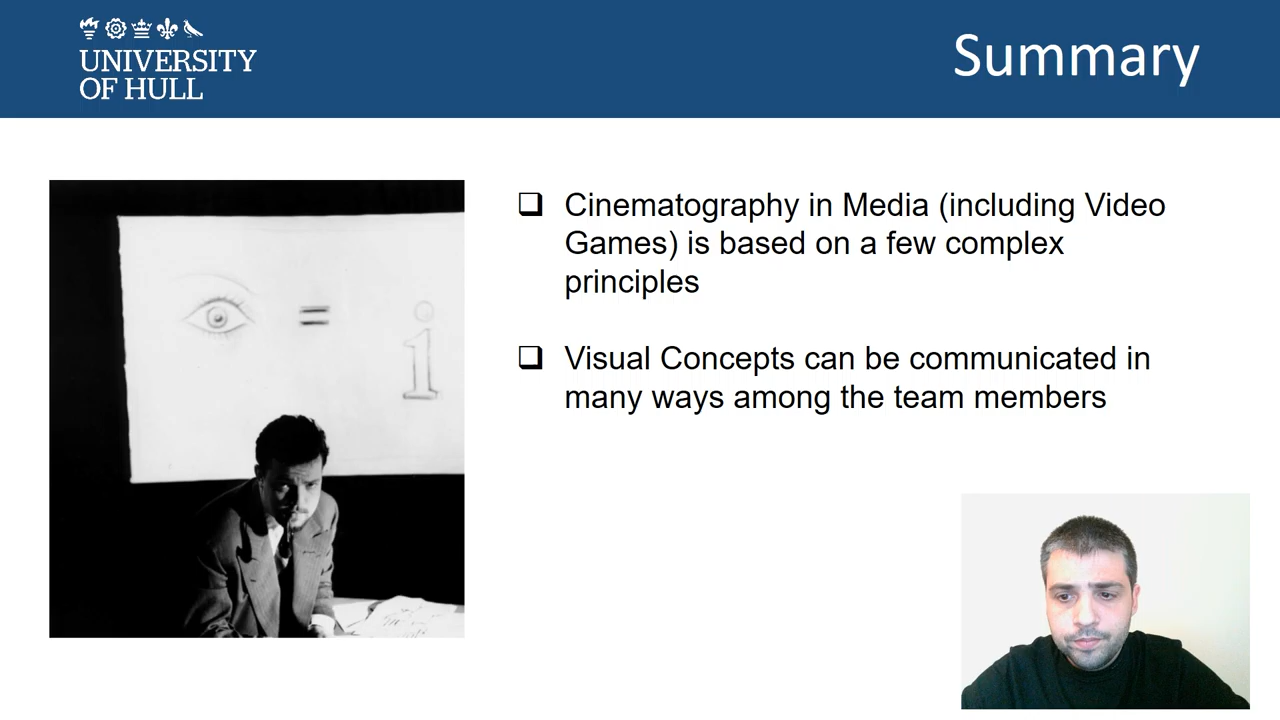 UNIVERSITY
OF HULL
Summary
= i
Cinematography in Media (including Video
Games) is based on a few complex
principles
Visual Concepts can be communicated in
many ways among the team members